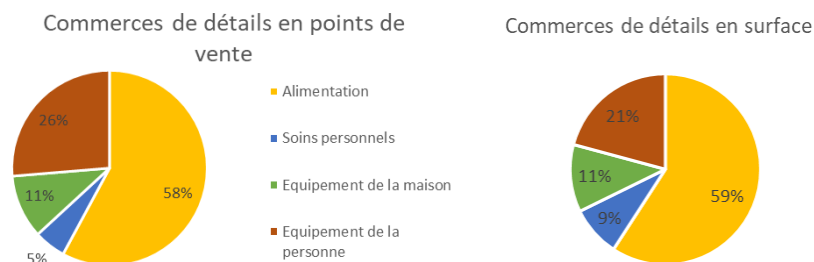 Commerces de détails en points de
vente
26%
11%
5%
58%
Alimentation
Soins personnels
Equipement de la maison
Equipement de la
personne
Commerces de détails en surface
21%
11%
9%
59%